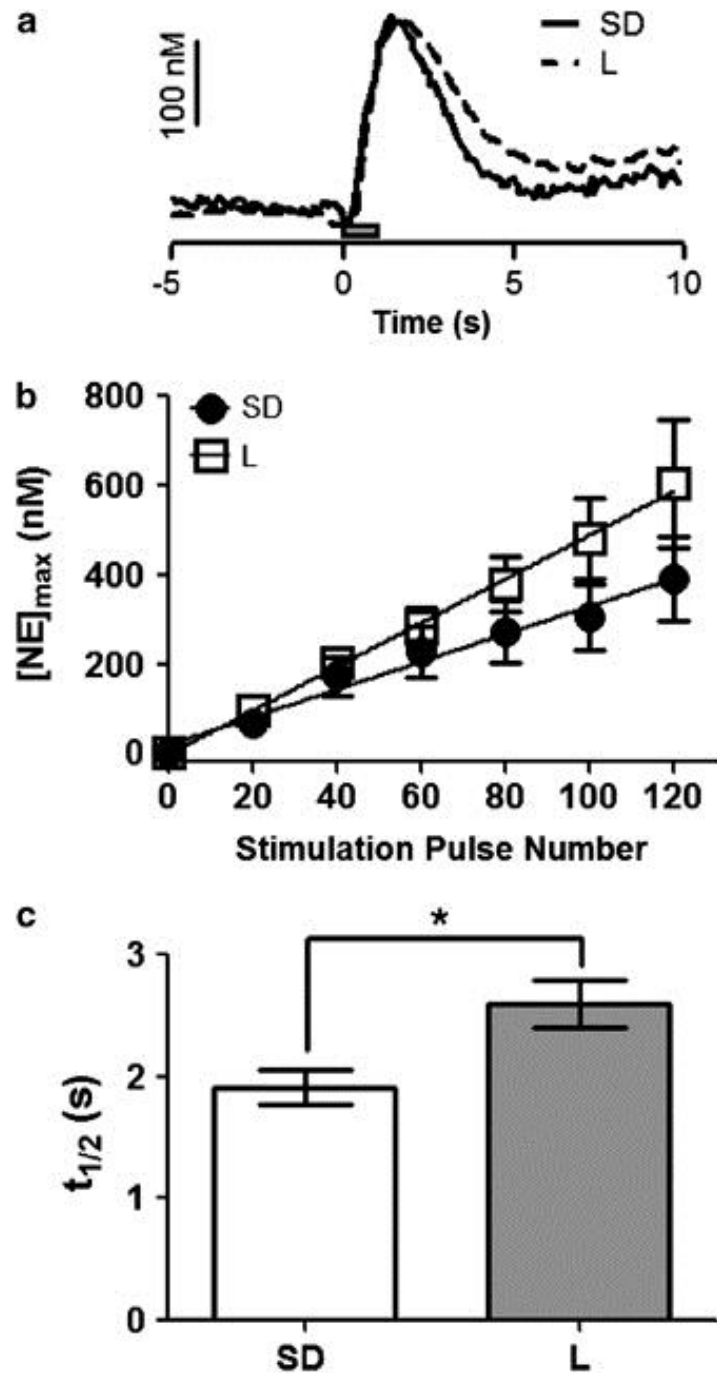 a
SD
L
100 nM
-5 0 5 10
Time (s)
b
SD
L
800
600
400
200
0
[NE]max (nM)
0 20 40 60 80 100 120
Stimulation Pulse Number
c
*
3
2
1
0
t1/2 (s)
SD L